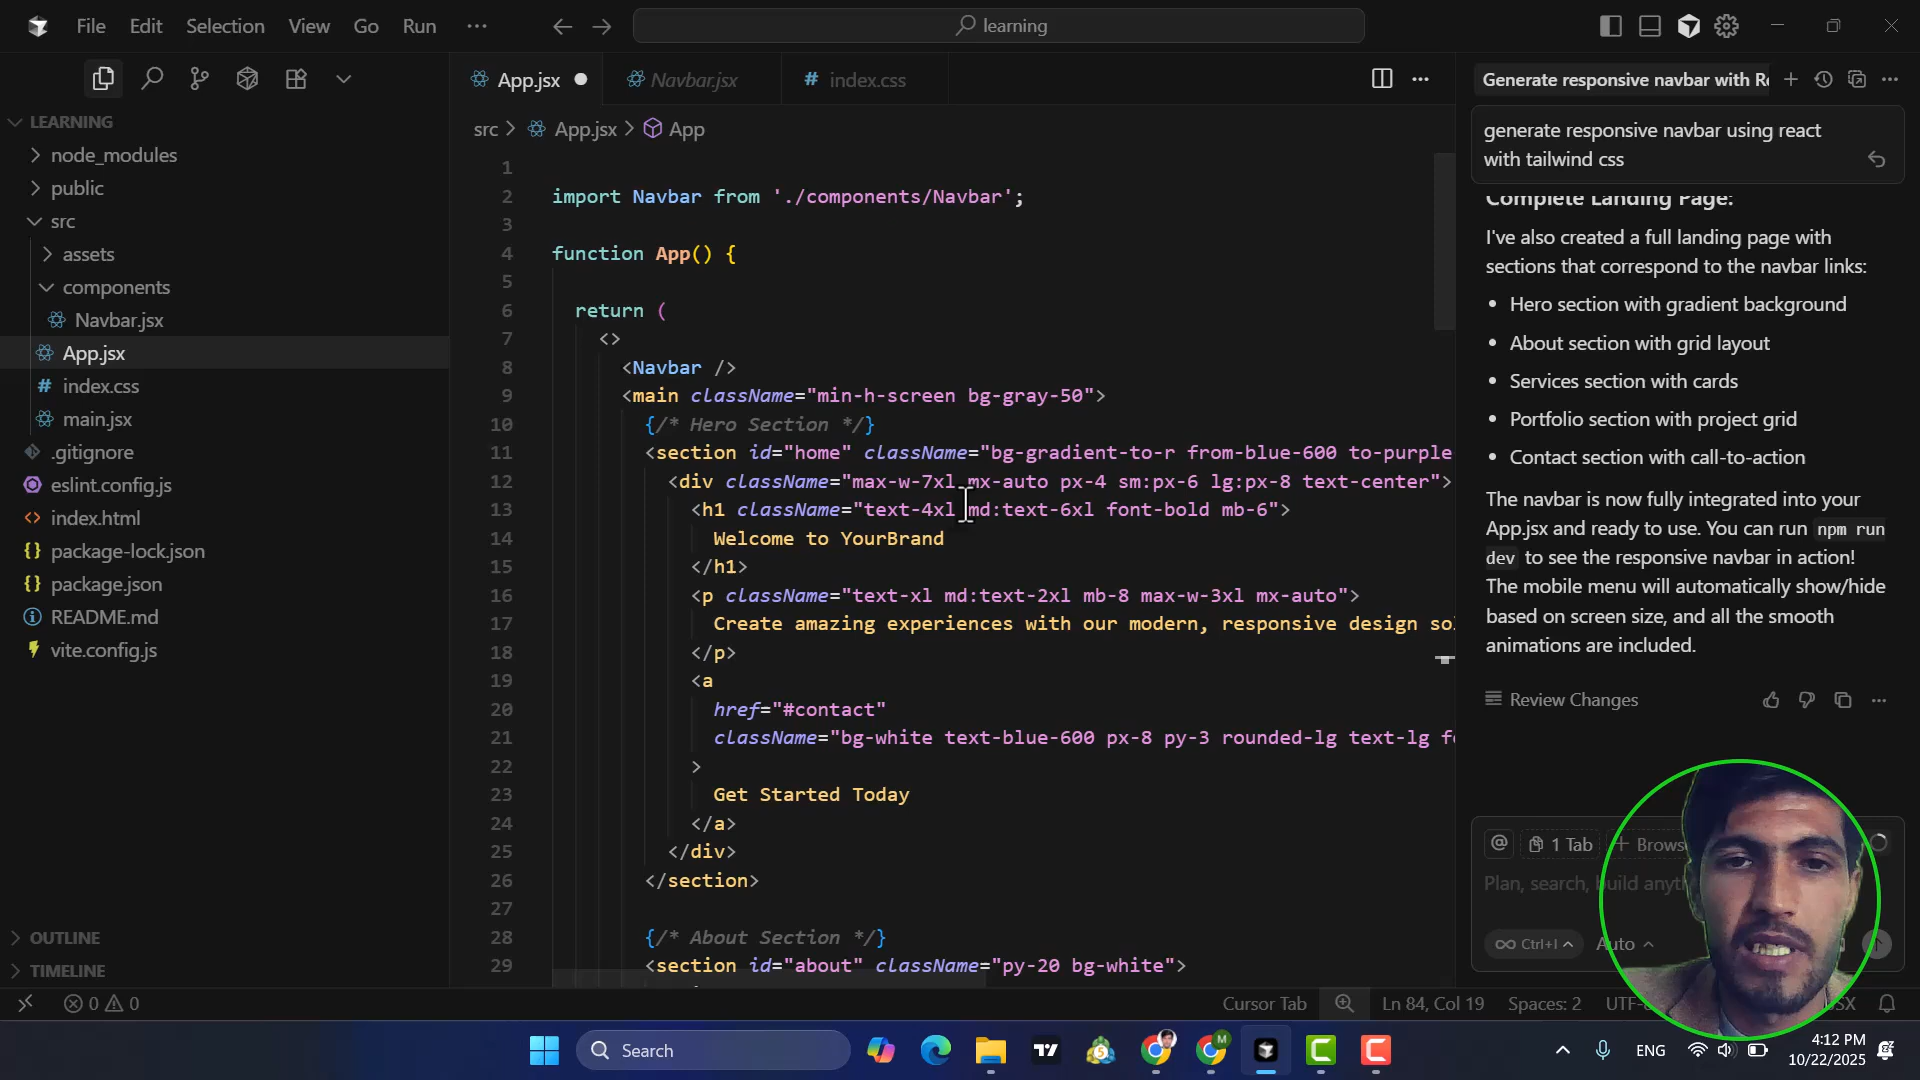 File Edit Selection View Go Run
learning
App.jsx
Navbar.jsx
# index.css
Generate responsive navbar with Re
LEARNING
node_modules
public
src
assets
components
Navbar.jsx
App.jsx
# index.css
main.jsx
.gitignore
eslint.config.js
index.html
{} package-lock.json
{} package.json
README.md
vite.config.js
OUTLINE
TIMELINE
src > App.jsx > App
1
2 import Navbar from './components/Navbar';
3
4 function App() {
5
6 return (
7 <>
8 <Navbar />
9 <main className="min-h-screen bg-gray-50">
10 {/* Hero Section */}
11 <section id="home" className="bg-gradient-to-r from-blue-600 to-purple
12 <div className="max-w-7xl mx-auto px-4 sm:px-6 lg:px-8 text-center">
13 <h1 className="text-4xl md:text-6xl font-bold mb-6">
14 Welcome to YourBrand
15 </h1>
16 <p className="text-xl md:text-2xl mb-8 max-w-3xl mx-auto">
17 Create amazing experiences with our modern, responsive design so
18 </p>
19 <a
20 href="#contact"
21 className="bg-white text-blue-600 px-8 py-3 rounded-lg text-lg f
22 >
23 Get Started Today
24 </a>
25 </div>
26 </section>
27
28 {/* About Section */}
29 <section id="about" className="py-20 bg-white">
generate responsive navbar using react
with tailwind css
Complete Landing Page:
I've also created a full landing page with
sections that correspond to the navbar links:
• Hero section with gradient background
• About section with grid layout
• Services section with cards
• Portfolio section with project grid
• Contact section with call-to-action
The navbar is now fully integrated into your
App.jsx and ready to use. You can run npm run
dev to see the responsive navbar in action!
The mobile menu will automatically show/hide
based on screen size, and all the smooth
animations are included.
Review Changes
@ 1 Tab + Brows
Plan, search, build anyt
∞ Ctrl+I Auto
0 0
Cursor Tab Ln 84, Col 19 Spaces: 2 UTF- SX
Search
ENG
4:12 PM
10/22/2025